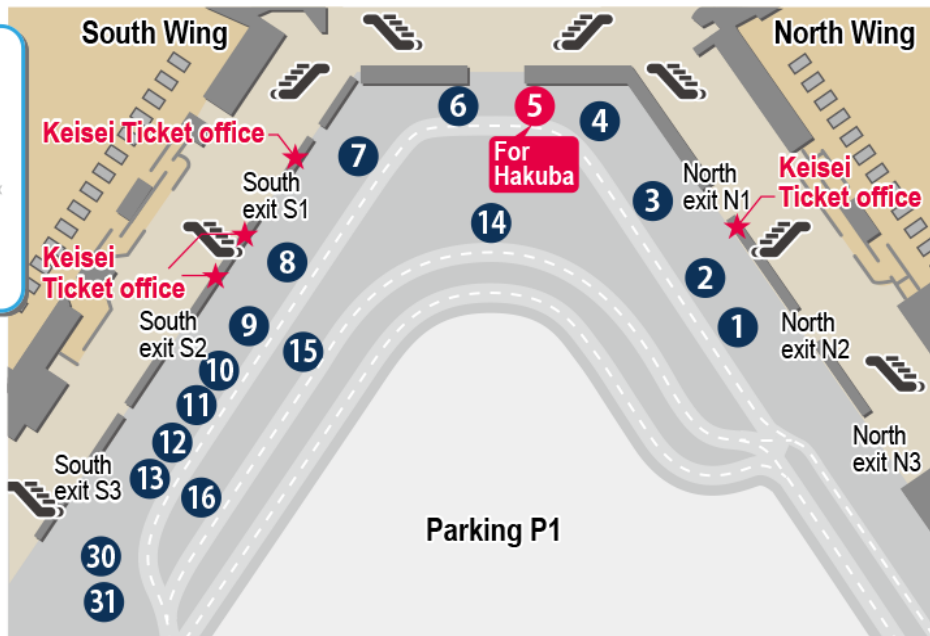 South Wing
North Wing
6
5
4
For
Hakuba
Keisei Ticket office
7
South
exit S1
3
North
exit N1
Keisei
Ticket office
14
Keisei
Ticket office
8
2
South
exit S2
9
15
1
North
exit N2
10
11
12
13
16
South
exit S3
North
exit N3
Parking P1
30
31